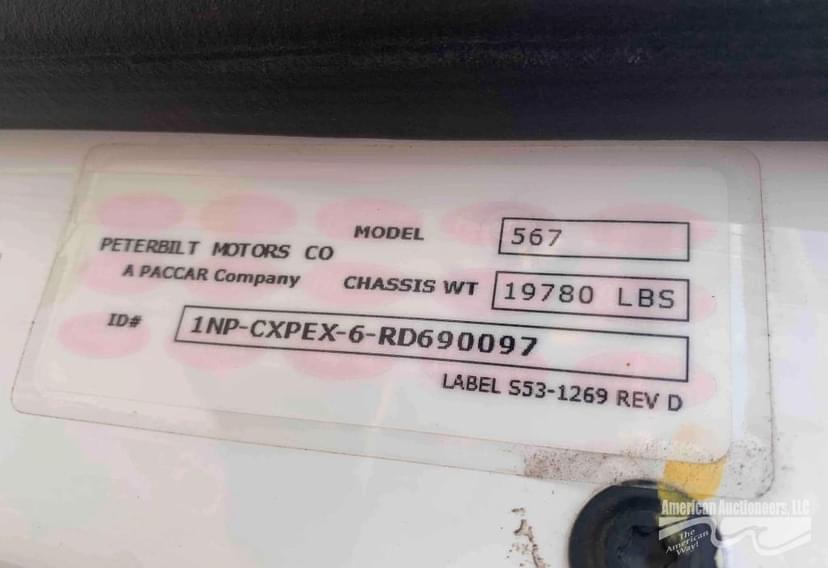 MODEL 567
PETERBILT MOTORS CO
A PACCAR Company
CHASSIS WT 19780 LBS
ID# 1NP-CXPEX-6-RD690097
LABEL S53-1269 REV D
American Auctioneers, LLC
The
American
Way!